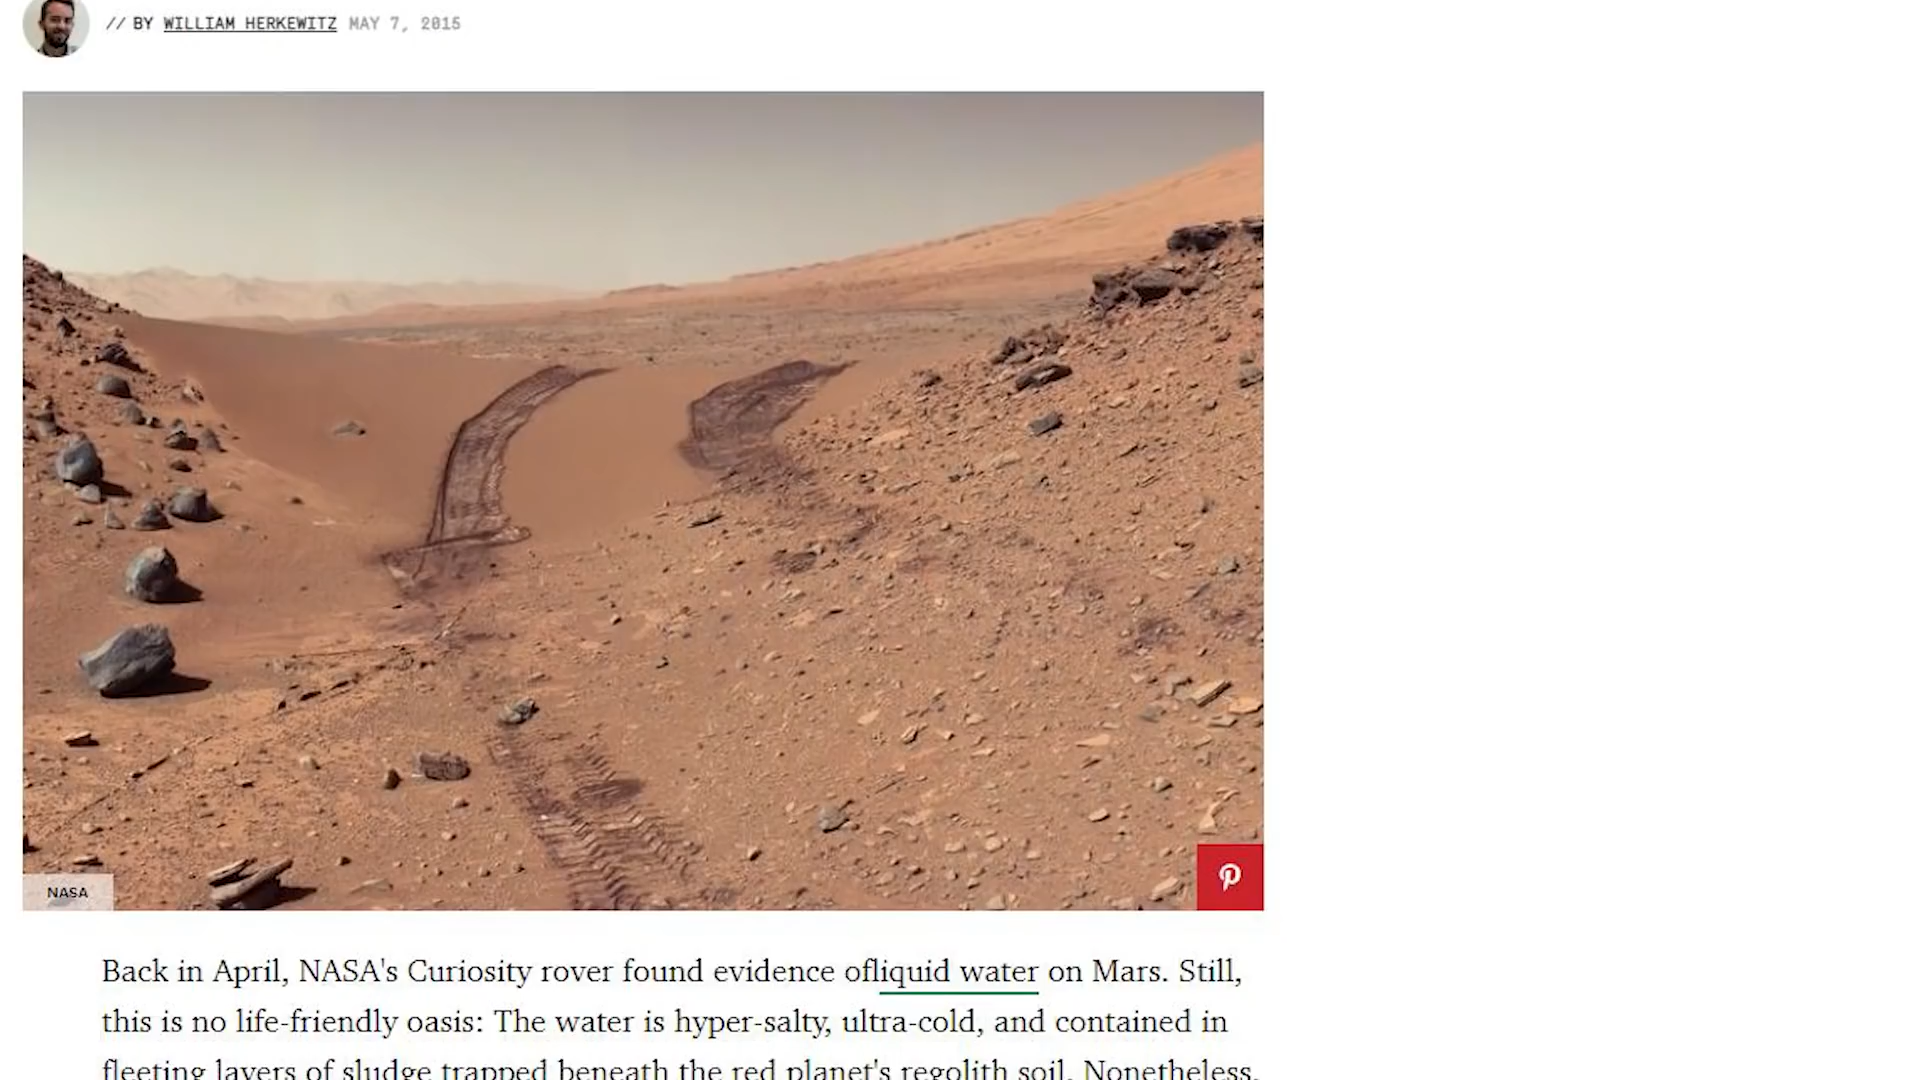 // BY WILLIAM HERKEWITZ MAY 7, 2015
NASA
Back in April, NASA's Curiosity rover found evidence ofliquid water on Mars. Still,
this is no life-friendly oasis: The water is hyper-salty, ultra-cold, and contained in
fleeting layers of sludge trapped beneath the red planet's regolith soil. Nonetheless,